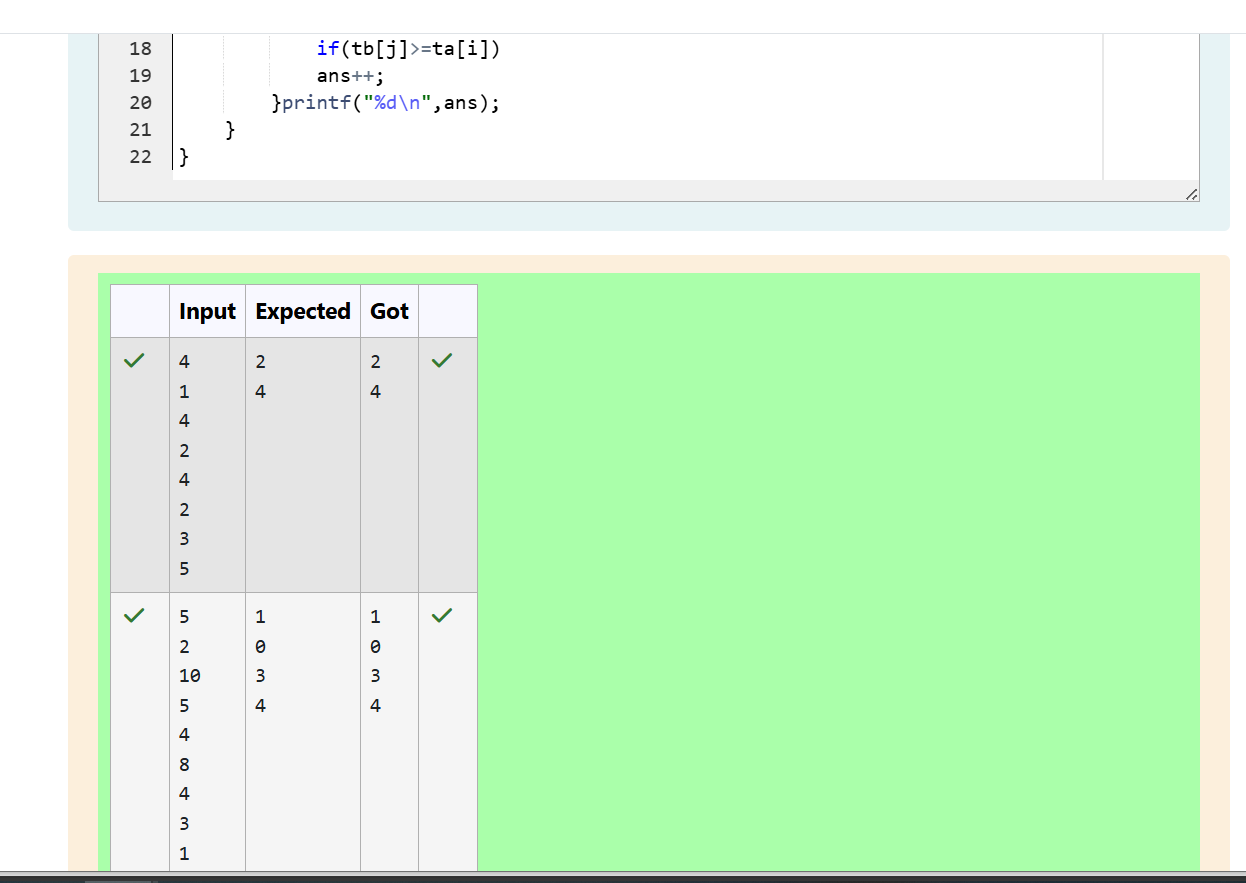 18 if(tb[j]>=ta[i])
19 ans++;
20 }printf("%d\n",ans);
21 }
22 }
Input Expected Got
4 2 2
1 4 4
4
2
4
2
3
5
5 1 1
2 0 0
10 3 3
5 4 4
4
8
4
3
1